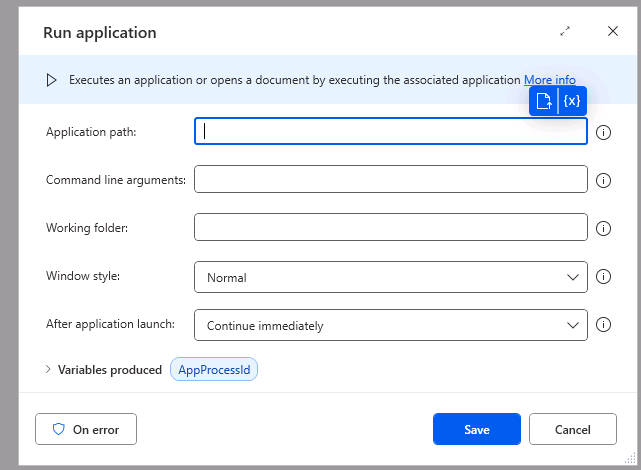 Run application
Executes an application or opens a document by executing the associated application More info
{x}
Application path:
Command line arguments:
Working folder:
Window style:
Normal
After application launch:
Continue immediately
Variables produced AppProcessId
On error
Save
Cancel